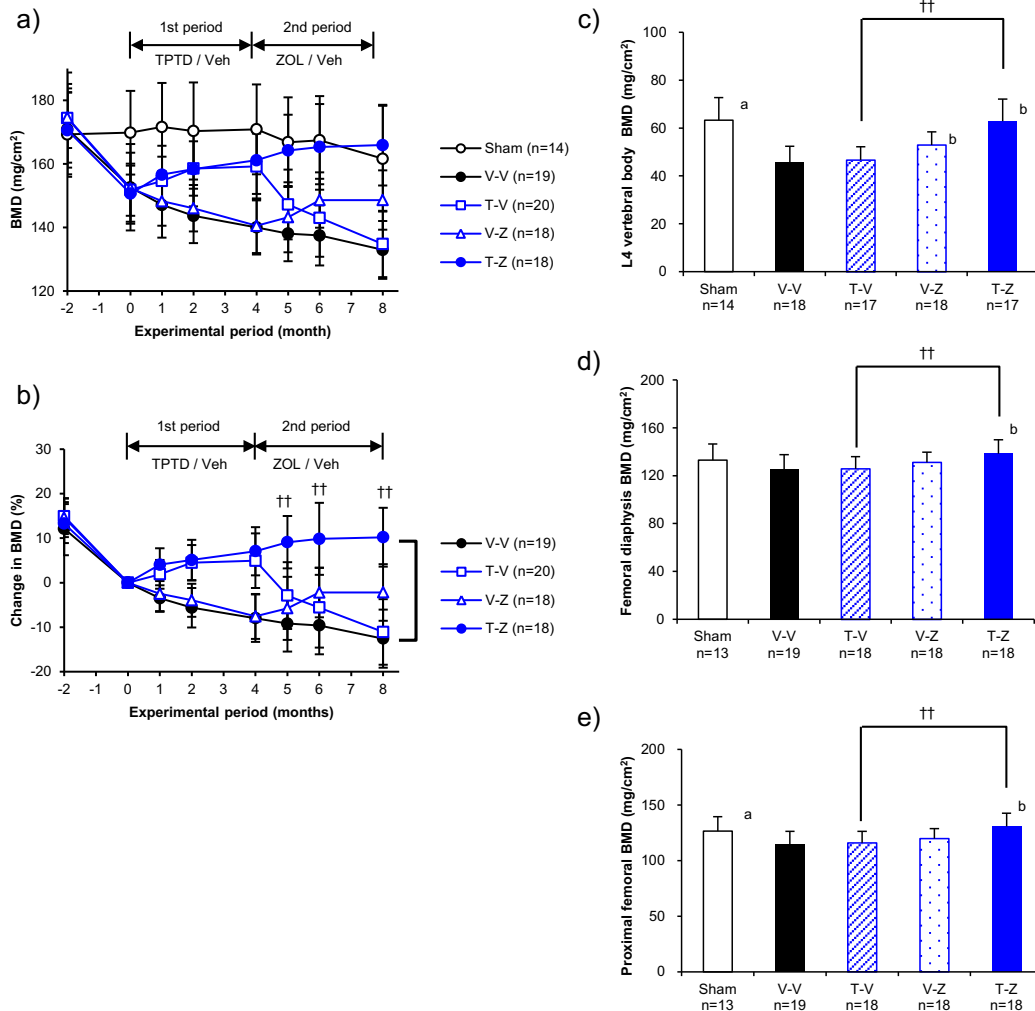 a)
1st period
2nd period
TPTD / Veh
ZOL / Veh
BMD (mg/cm²)
180
160
140
120
-2 -1 0 1 2 3 4 5 6 7 8
Experimental period (month)
Sham (n=14)
V-V (n=19)
T-V (n=20)
V-Z (n=18)
T-Z (n=18)
b)
1st period
2nd period
TPTD / Veh
ZOL / Veh
Change in BMD (%)
30
20
10
0
-10
-20
†† †† ††
-2 -1 0 1 2 3 4 5 6 7 8
Experimental period (months)
V-V (n=19)
T-V (n=20)
V-Z (n=18)
T-Z (n=18)
c)
L4 vertebral body BMD (mg/cm²)
100
80
60
40
20
0
††
a
b
b
Sham V-V T-V V-Z T-Z
n=14 n=18 n=17 n=18 n=17
d)
Femoral diaphysis BMD (mg/cm²)
200
160
120
80
40
0
††
b
Sham V-V T-V V-Z T-Z
n=13 n=19 n=18 n=18 n=18
e)
Proximal femoral BMD (mg/cm²)
200
150
100
50
0
††
a
b
Sham V-V T-V V-Z T-Z
n=13 n=19 n=18 n=18 n=18